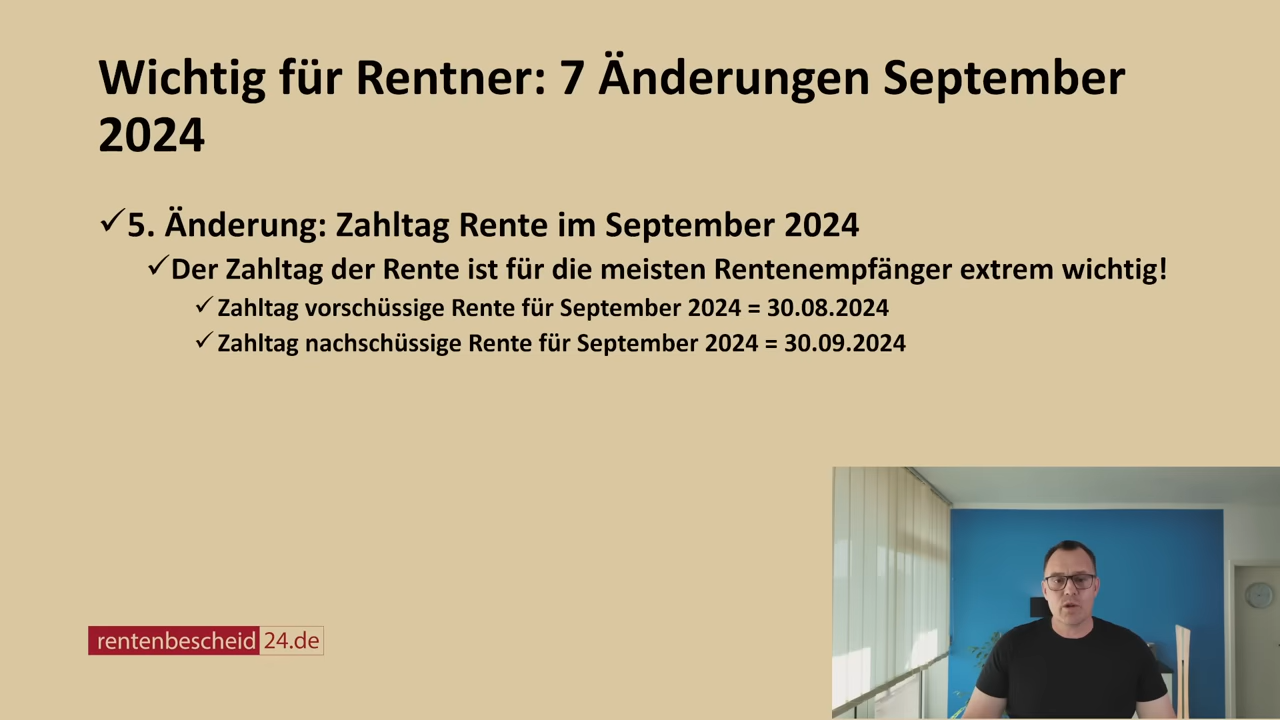 Wichtig für Rentner: 7 Änderungen September
2024
✓5. Änderung: Zahltag Rente im September 2024
✓Der Zahltag der Rente ist für die meisten Rentenempfänger extrem wichtig!
✓Zahltag vorschüssige Rente für September 2024 = 30.08.2024
✓Zahltag nachschüssige Rente für September 2024 = 30.09.2024
rentenbescheid 24.de